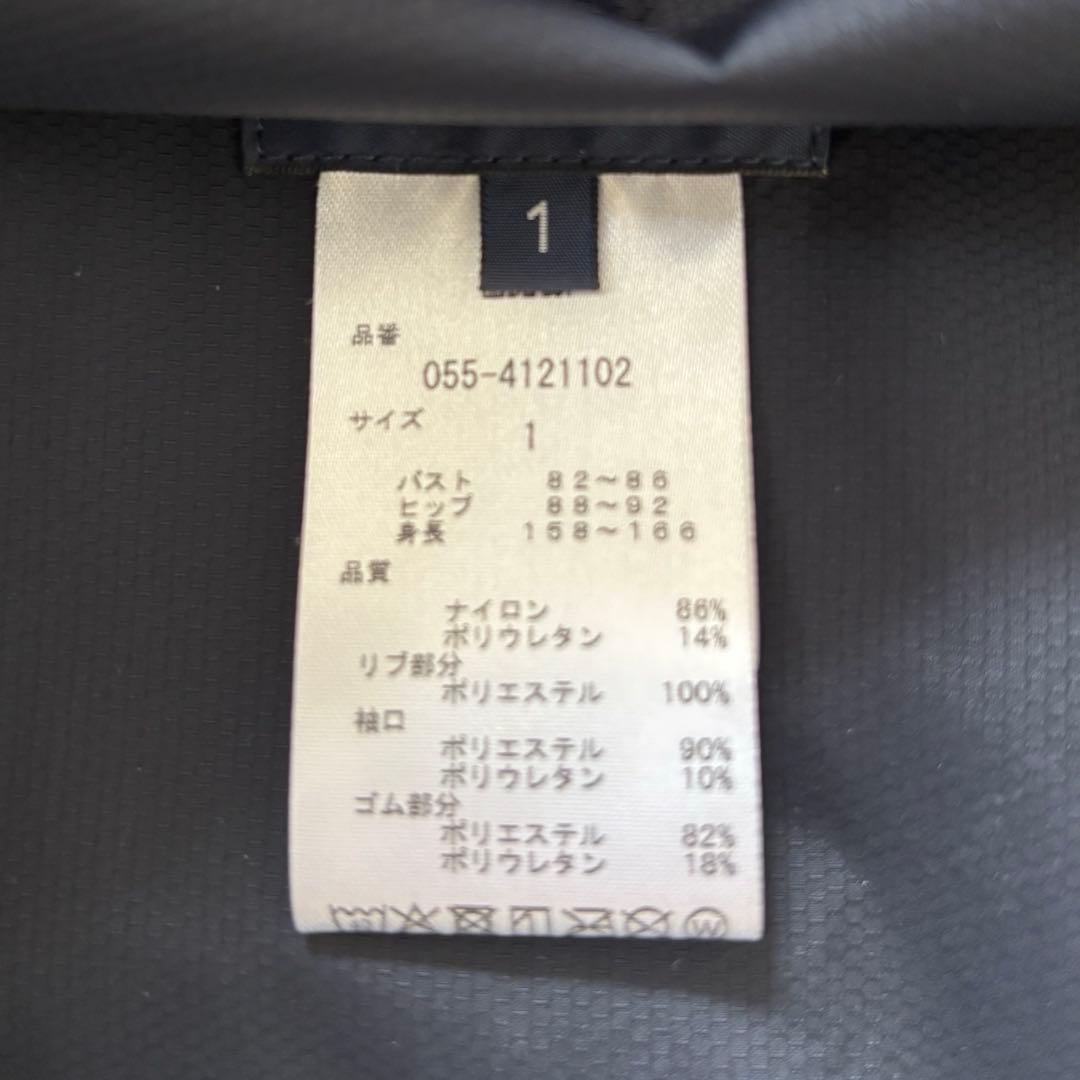 1
品番
055-4121102
サイズ
1
バスト 82～86
ヒップ 88～92
身長 158～166
品質
ナイロン 86%
ポリウレタン 14%
リブ部分
ポリエステル 100%
袖口
ポリエステル 90%
ポリウレタン 10%
ゴム部分
ポリエステル 82%
ポリウレタン 18%
W